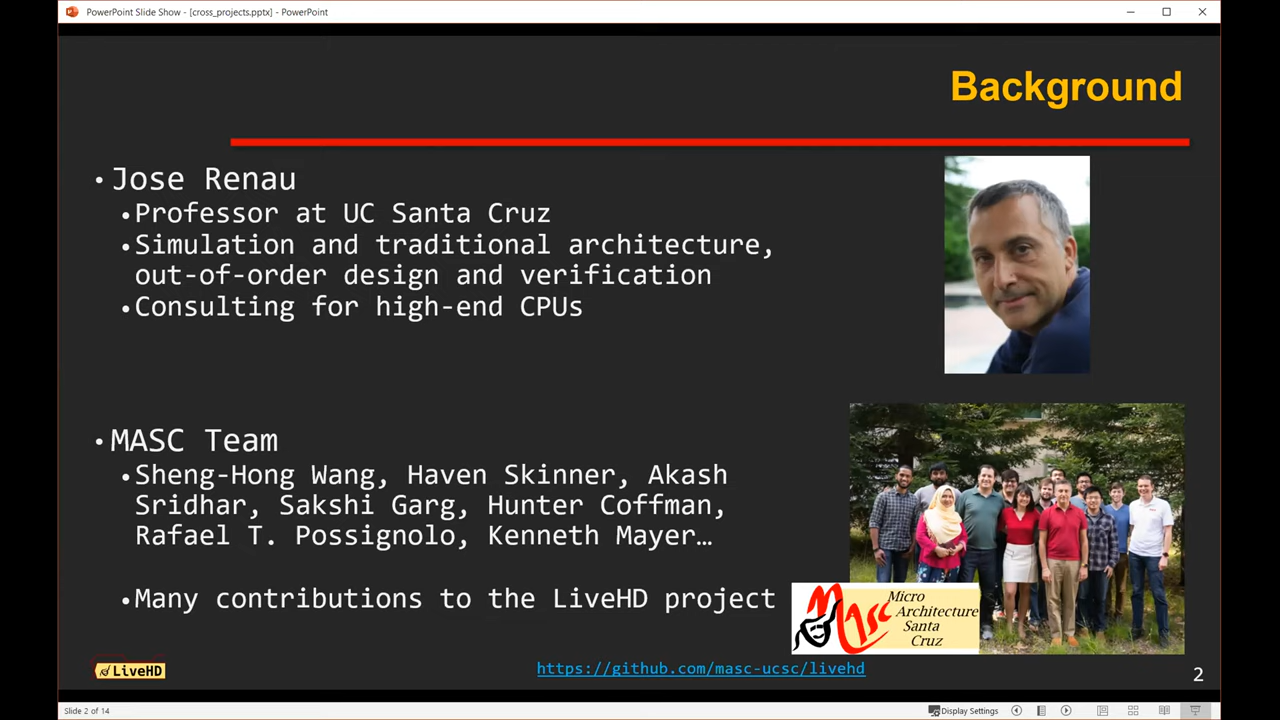 PowerPoint Slide Show - [cross_projects.pptx] - PowerPoint
Background
• Jose Renau
•Professor at UC Santa Cruz
•Simulation and traditional architecture,
out-of-order design and verification
•Consulting for high-end CPUs
• MASC Team
•Sheng-Hong Wang, Haven Skinner, Akash
Sridhar, Sakshi Garg, Hunter Coffman,
Rafael T. Possignolo, Kenneth Mayer…
•Many contributions to the LiveHD project
Masc
Micro
Architecture
Santa
Cruz
LiveHD
https://github.com/masc-ucsc/livehd
2
Slide 2 of 14
Display Settings